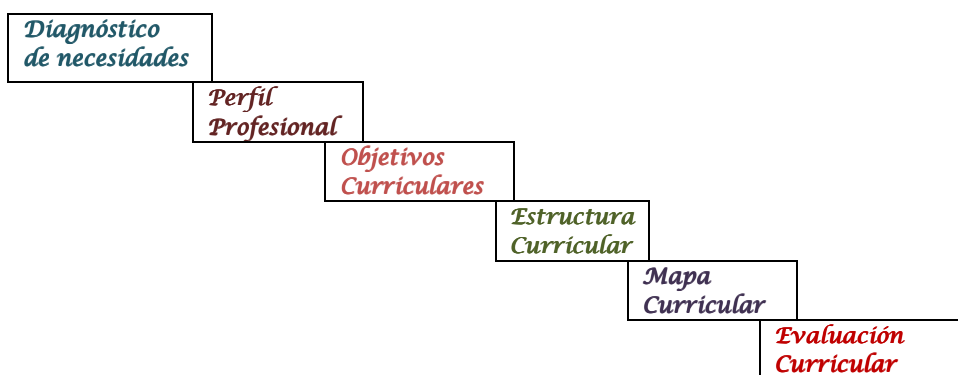 Diagnóstico
de necesidades
Perfil
Profesional
Objetivos
Curriculares
Estructura
Curricular
Mapa
Curricular
Evaluación
Curricular